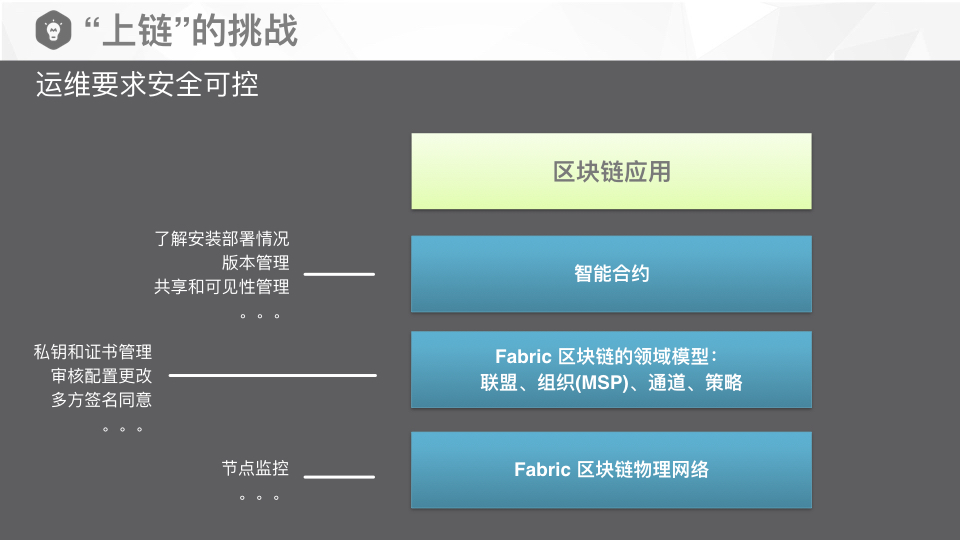 “上链”的挑战
运维要求安全可控
区块链应用
了解安装部署情况
版本管理
共享和可见性管理
。。。
智能合约
私钥和证书管理
审核配置更改
多方签名同意
。。。
Fabric 区块链的领域模型：
联盟、组织(MSP)、通道、策略
节点监控
。。。
Fabric 区块链物理网络